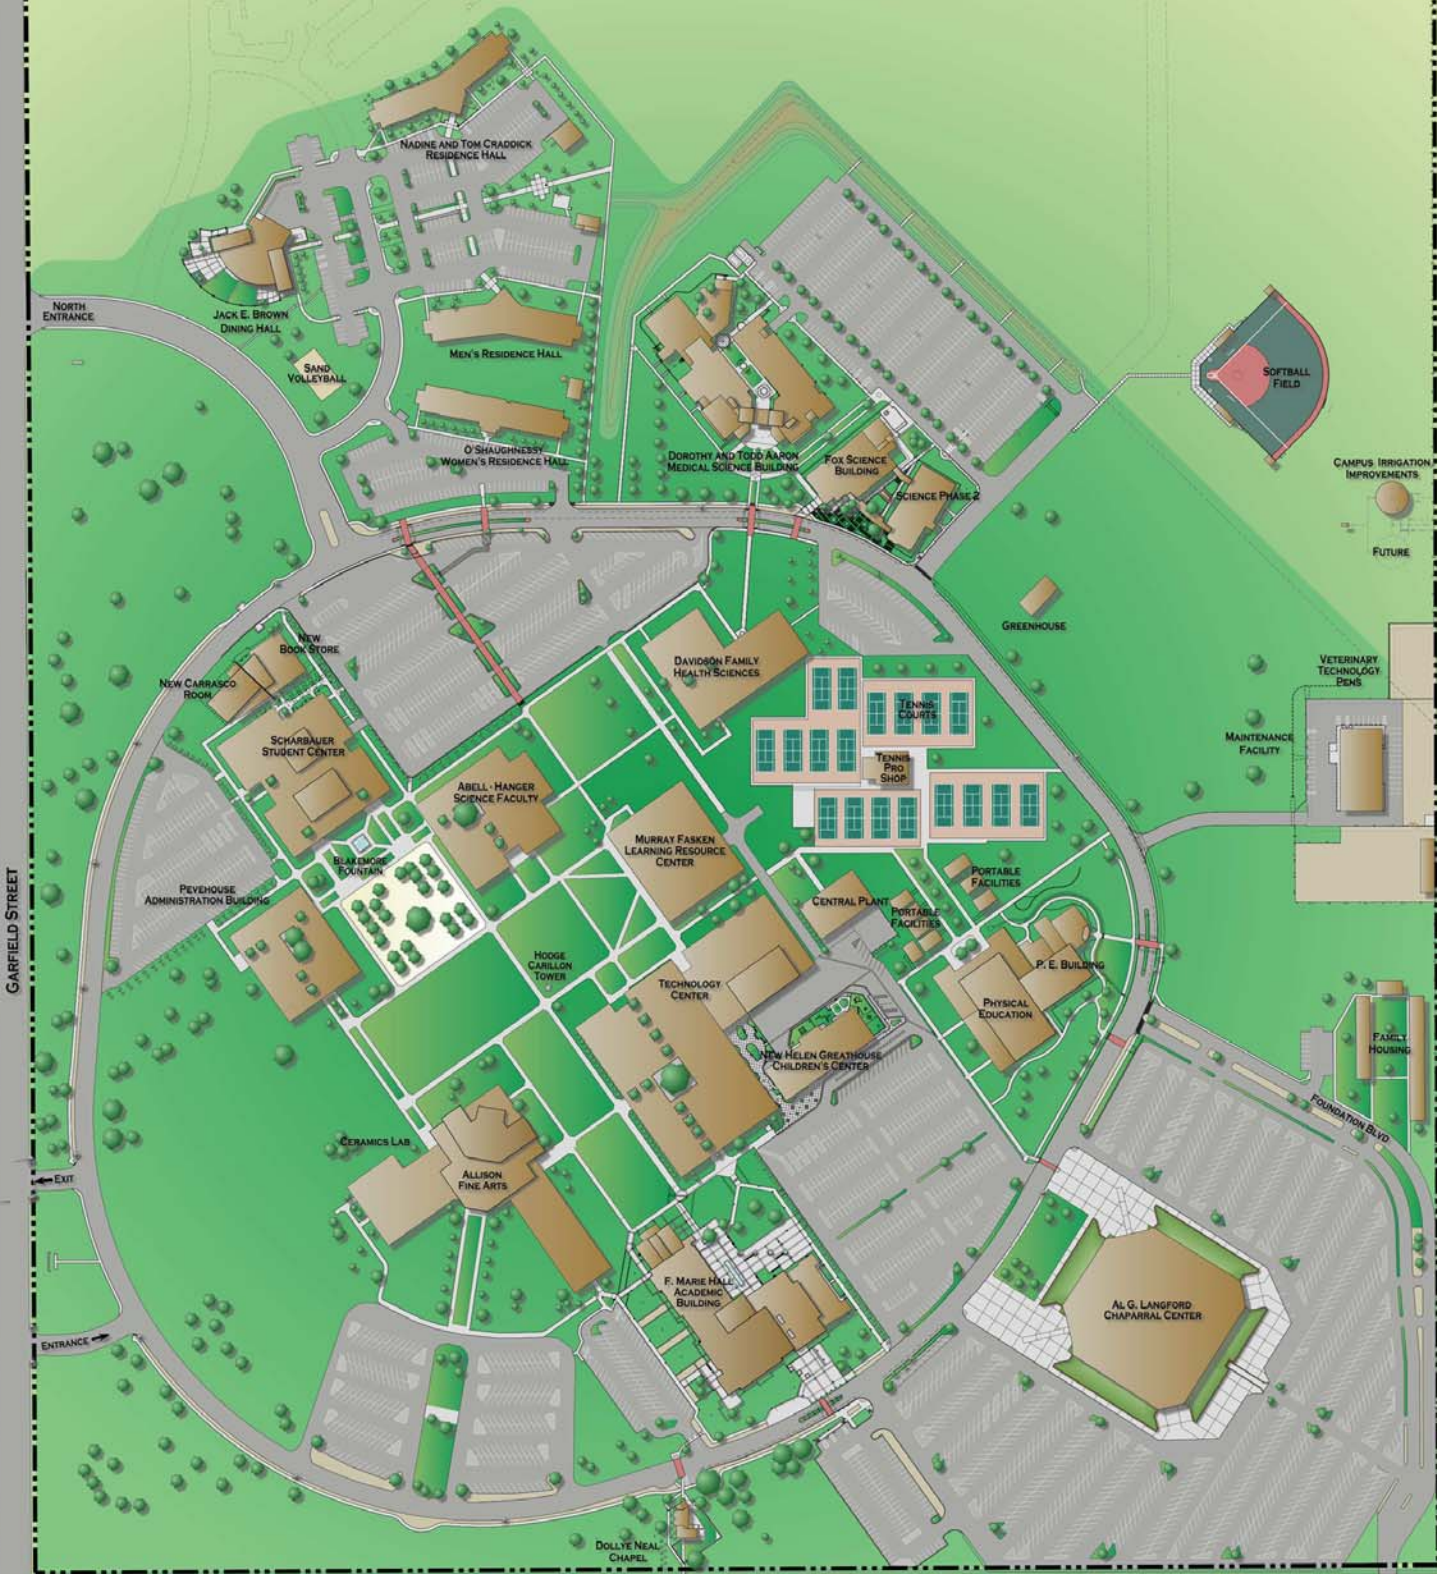 NADINE AND TOM CRADDICK
RESIDENCE HALL
NORTH
ENTRANCE
JACK E. BROWN
DINING HALL
SAND
VOLLEYBALL
MEN'S RESIDENCE HALL
O'SHAUGHNESSY
WOMEN'S RESIDENCE HALL
DOROTHY AND TODD AARON
MEDICAL SCIENCE BUILDING
FOX SCIENCE
BUILDING
SCIENCE PHASE 2
SOFTBALL
FIELD
CAMPUS IRRIGATION
IMPROVEMENTS
FUTURE
GREENHOUSE
NEW
BOOK STORE
NEW CARRASCO
ROOM
SCHARBAUER
STUDENT CENTER
DAVIDSON FAMILY
HEALTH SCIENCES
TENNIS
COURTS
TENNIS
PRO
SHOP
VETERINARY
TECHNOLOGY
PENS
MAINTENANCE
FACILITY
ABELL-HANGER
SCIENCE FACULTY
MURRAY FASKEN
LEARNING RESOURCE
CENTER
BLAKEMORE
FOUNTAIN
PEVEHOUSE
ADMINISTRATION BUILDING
PORTABLE
FACILITIES
CENTRAL PLANT
PORTABLE
FACILITIES
GARFIELD STREET
HODGE
CARILLON
TOWER
TECHNOLOGY
CENTER
P. E. BUILDING
PHYSICAL
EDUCATION
NEW HELEN GREATHOUSE
CHILDREN'S CENTER
FAMILY
HOUSING
FOUNDATION BLVD
CERAMICS LAB
ALLISON
FINE ARTS
EXIT
F. MARIE HALL
ACADEMIC
BUILDING
AL G. LANGFORD
CHAPARRAL CENTER
ENTRANCE
DOLLYE NEAL
CHAPEL